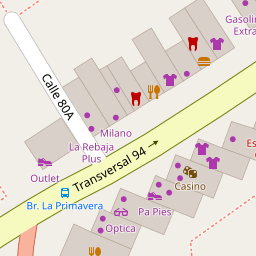 Gasolin
Extra
Calle 80A
Milano
La Rebaja
Plus
Outlet
Transversal 94 →
Br. La Primavera
Es
Casino
Pa Pies
Optica